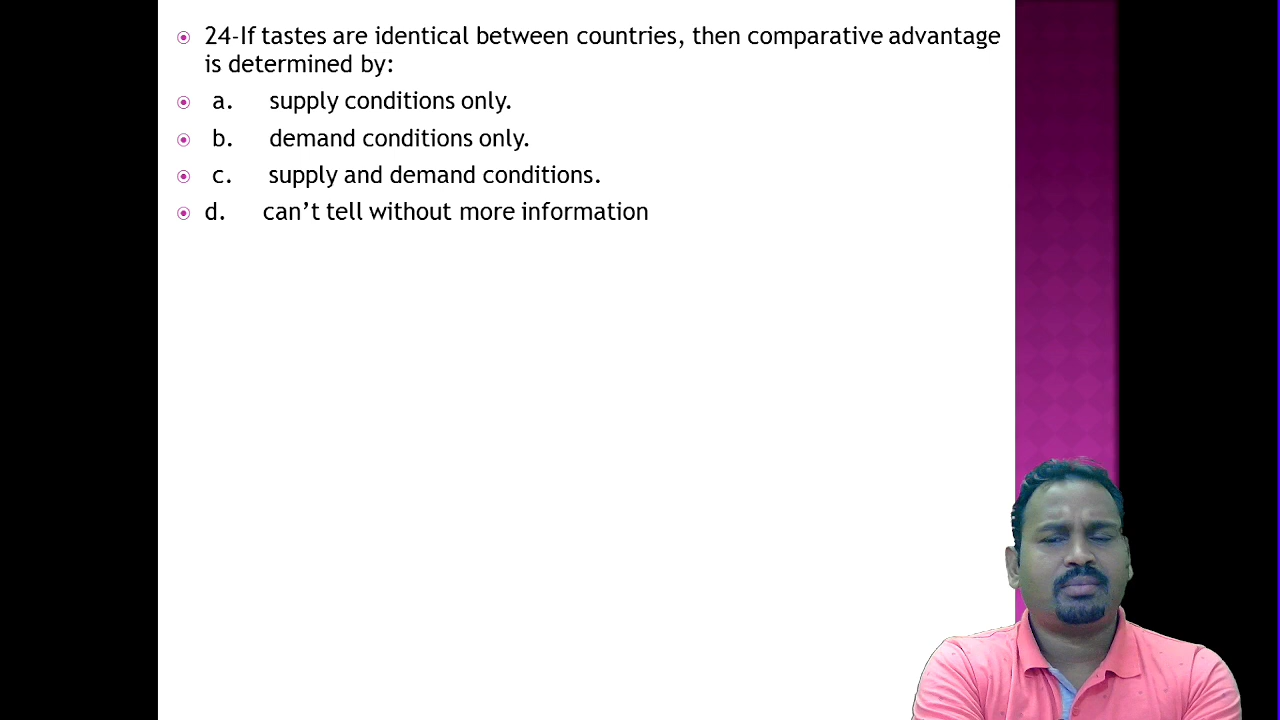 24-If tastes are identical between countries, then comparative advantage
is determined by:
a. supply conditions only.
b. demand conditions only.
c. supply and demand conditions.
d. can’t tell without more information